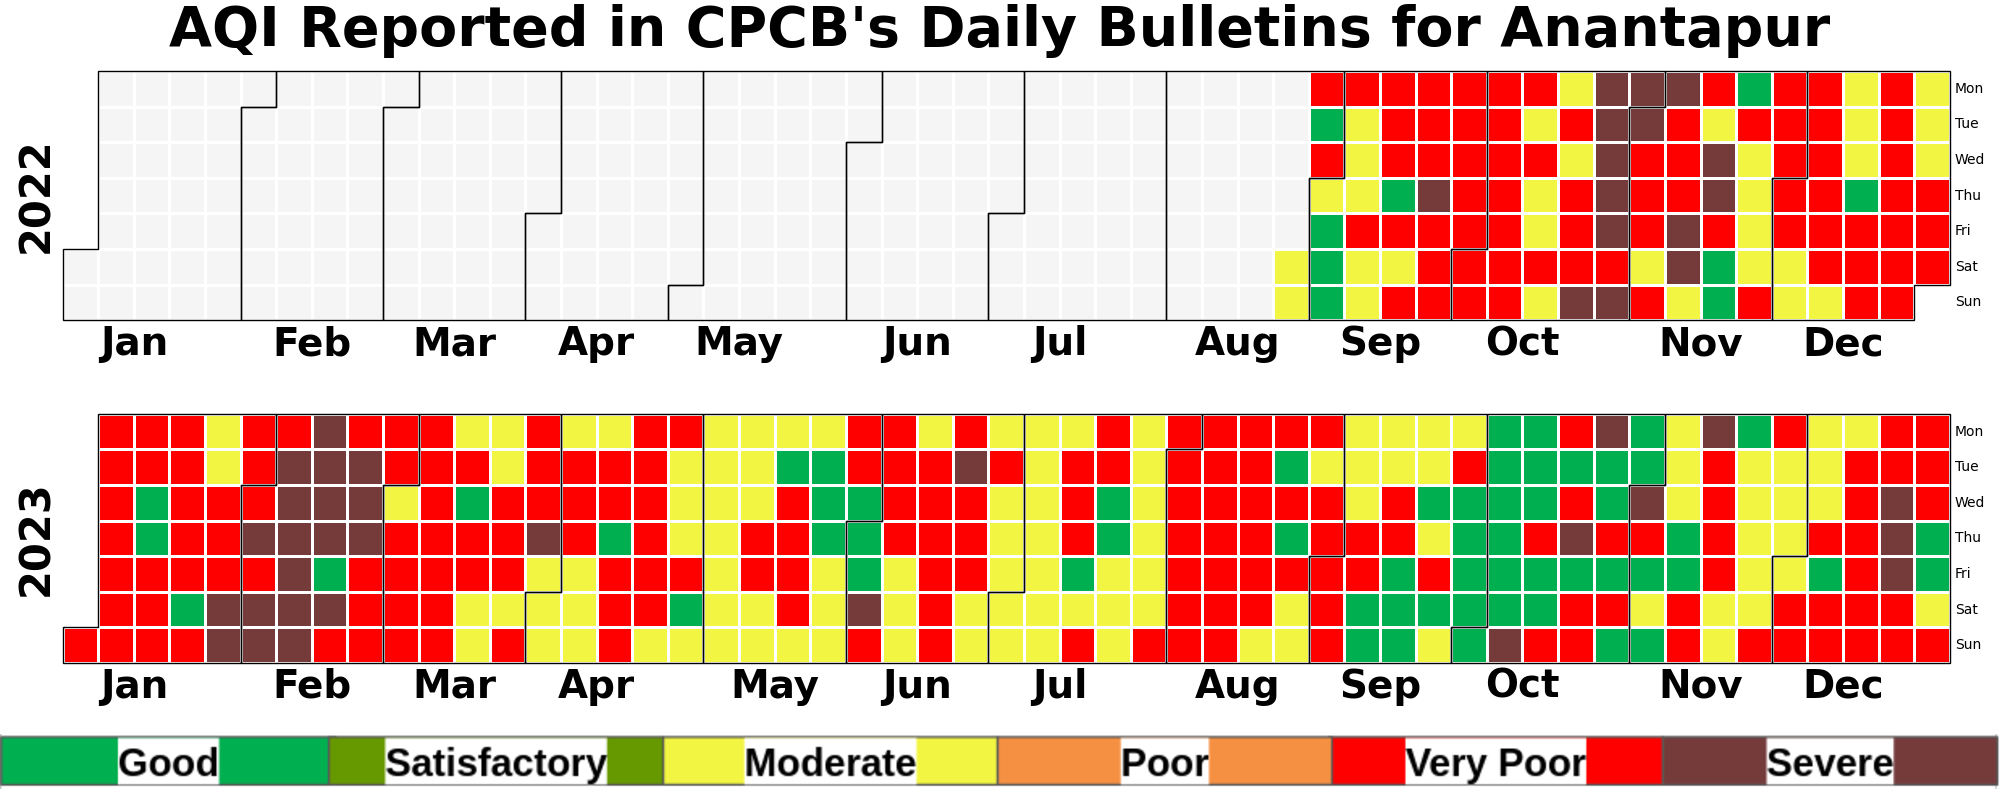 AQI Reported in CPCB's Daily Bulletins for Anantapur
2022
Mon
Tue
Wed
Thu
Fri
Sat
Sun
Jan Feb Mar Apr May Jun Jul Aug Sep Oct Nov Dec
2023
Mon
Tue
Wed
Thu
Fri
Sat
Sun
Jan Feb Mar Apr May Jun Jul Aug Sep Oct Nov Dec
Good Satisfactory Moderate Poor Very Poor Severe